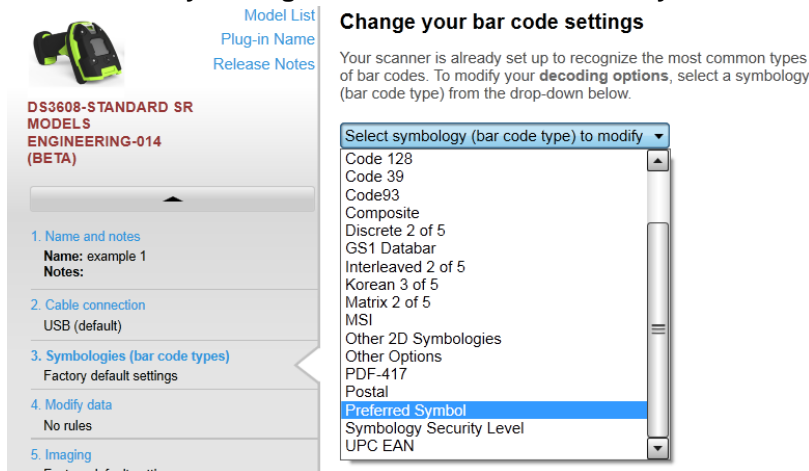 Model List
Plug-in Name
Release Notes
DS3608-STANDARD SR
MODELS
ENGINEERING-014
(BETA)
1. Name and notes
Name: example 1
Notes:
2. Cable connection
USB (default)
3. Symbologies (bar code types)
Factory default settings
4. Modify data
No rules
5. Imaging
Change your bar code settings
Your scanner is already set up to recognize the most common types
of bar codes. To modify your decoding options, select a symbology
(bar code type) from the drop-down below.
Select symbology (bar code type) to modify
Code 128
Code 39
Code93
Composite
Discrete 2 of 5
GS1 Databar
Interleaved 2 of 5
Korean 3 of 5
Matrix 2 of 5
MSI
Other 2D Symbologies
Other Options
PDF-417
Postal
Preferred Symbol
Symbology Security Level
UPC EAN